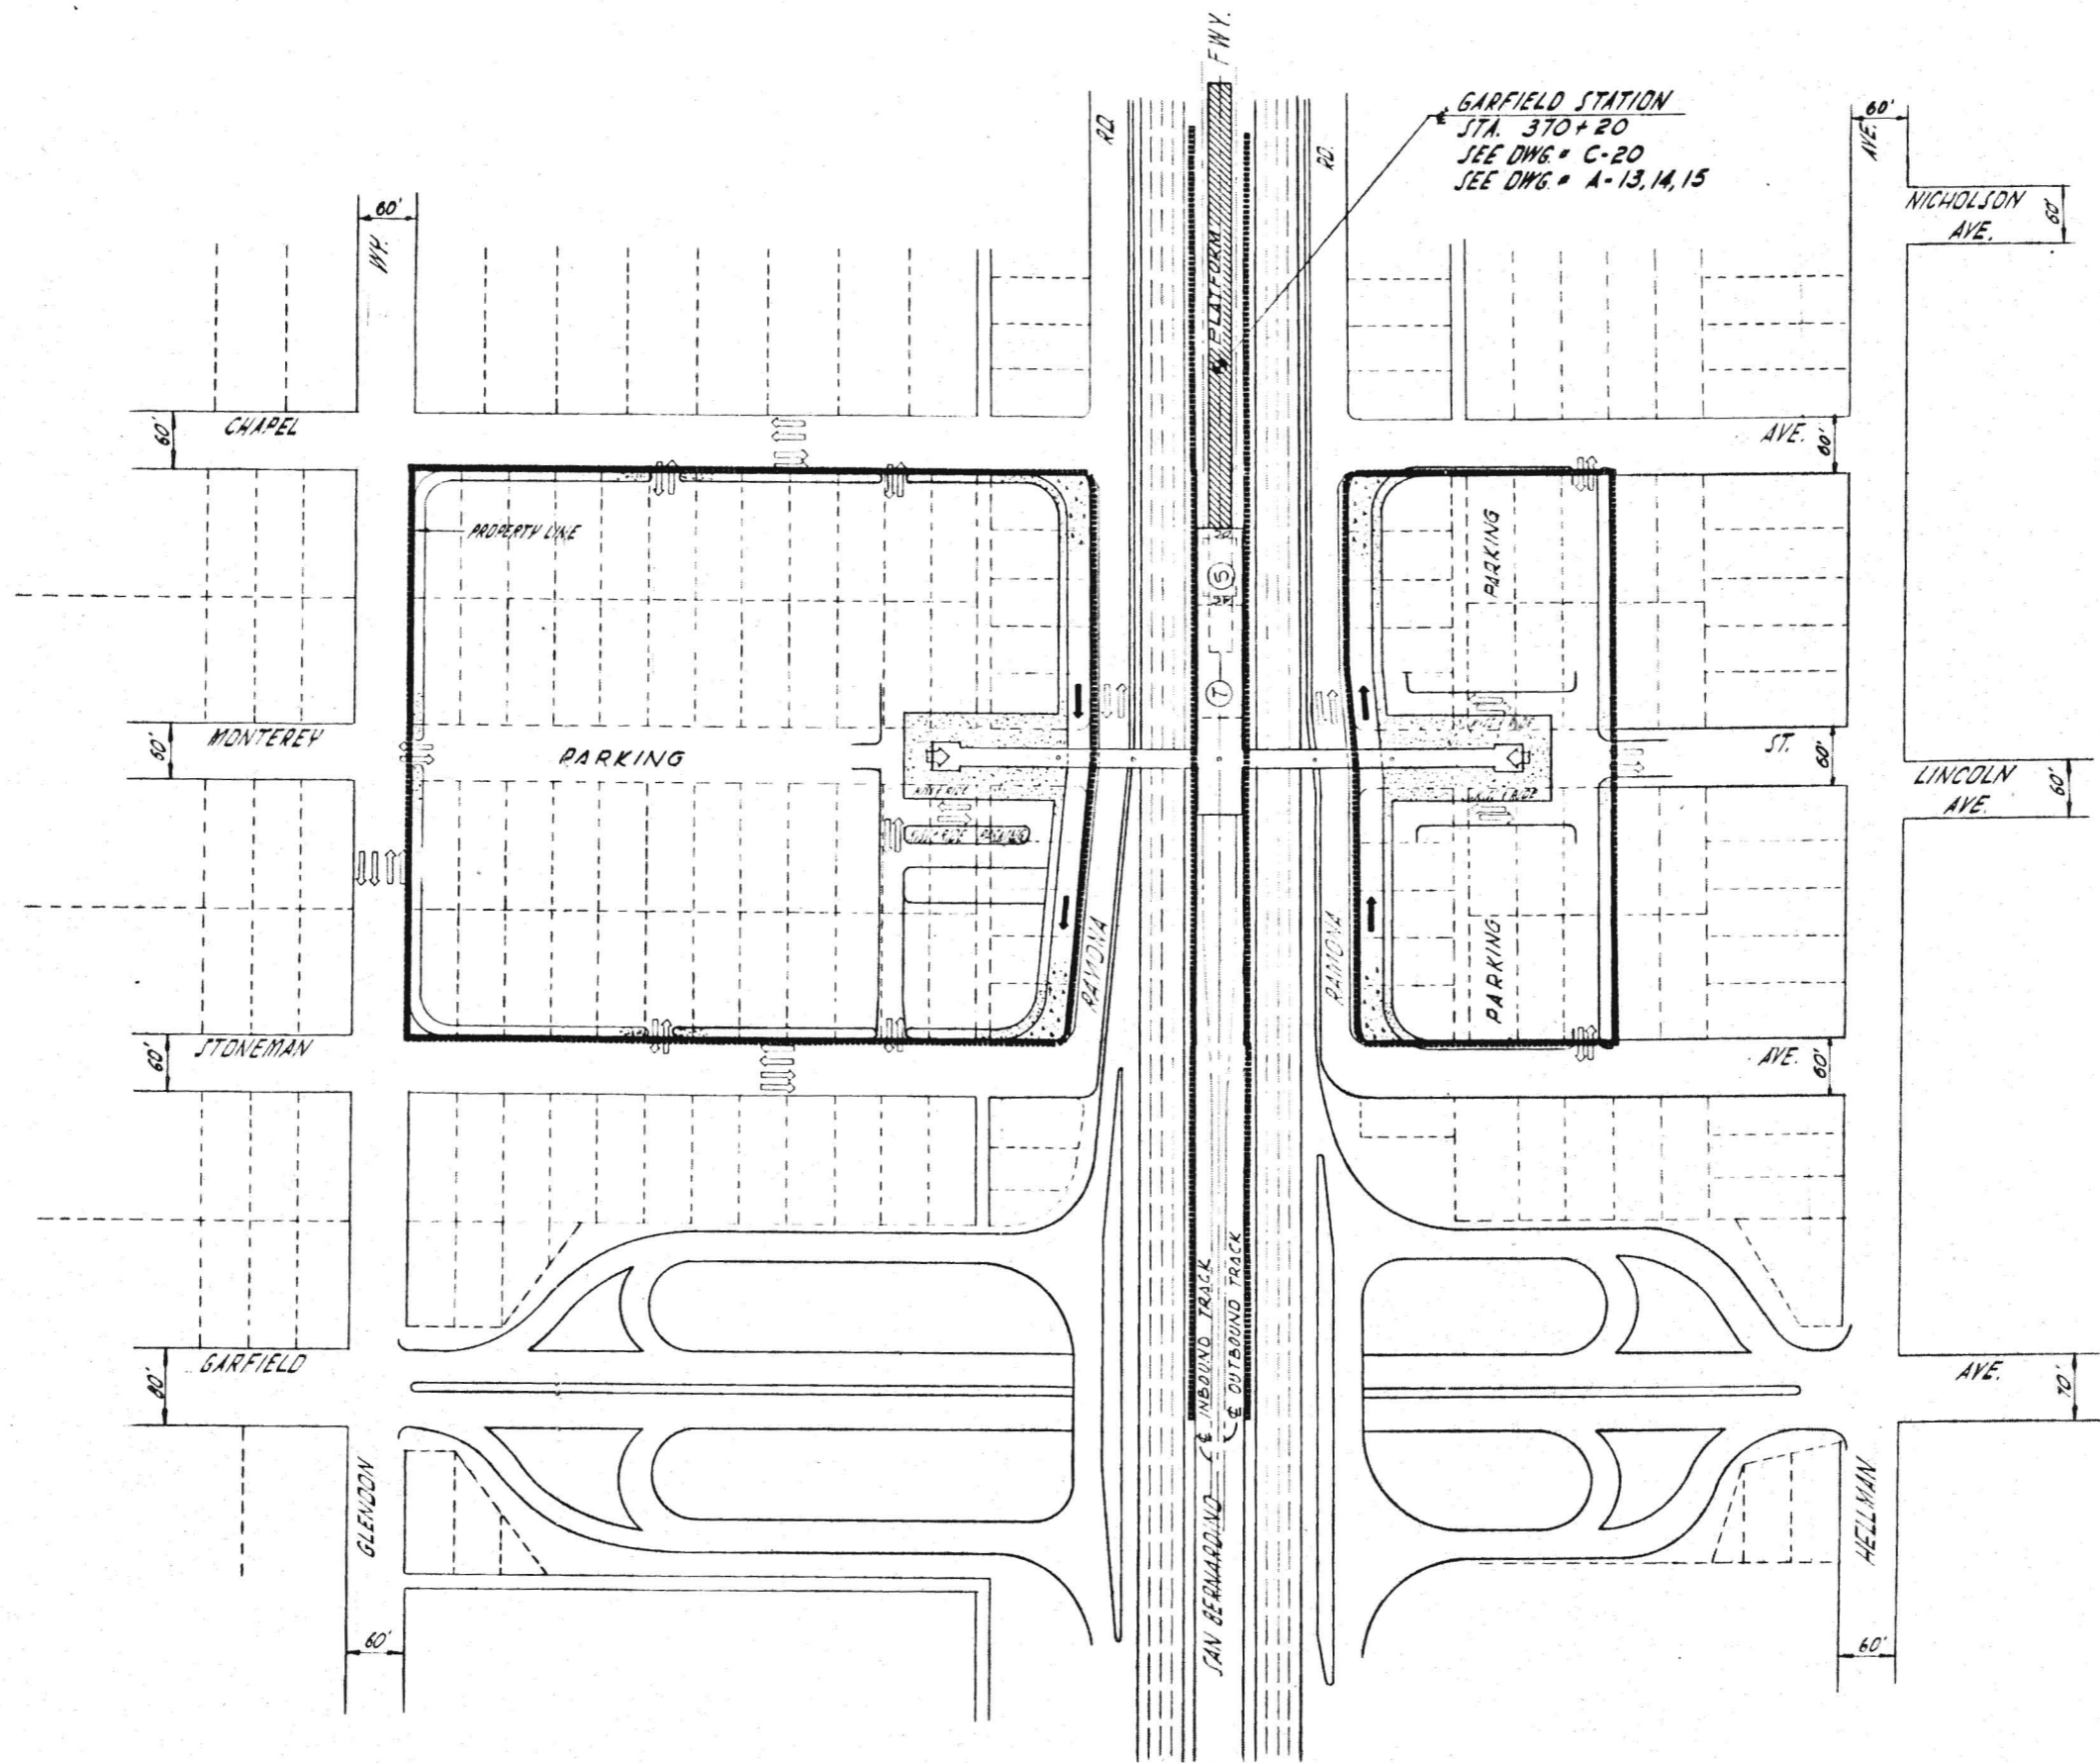 FWY.
GARFIELD STATION
STA. 370+20
SEE DWG. # C-20
SEE DWG. # A-13, 14, 15
60'
AVE.
RD.
RD.
NICHOLSON
AVE.
60'
60'
WY.
PLATFORM
CHAPEL
60'
AVE.
60'
PROPERTY LINE
PARKING
S
T
MONTEREY
60'
PARKING
ST.
60'
LINCOLN
AVE.
60'
KISS & RIDE PARKING
RAMONA
RAMONA
PARKING
STONEMAN
60'
AVE.
60'
₵ INBOUND TRACK
₵ OUTBOUND TRACK
GARFIELD
80'
AVE.
70'
GLENDON
SAN BERNARDINO
HELLMAN
60'
60'